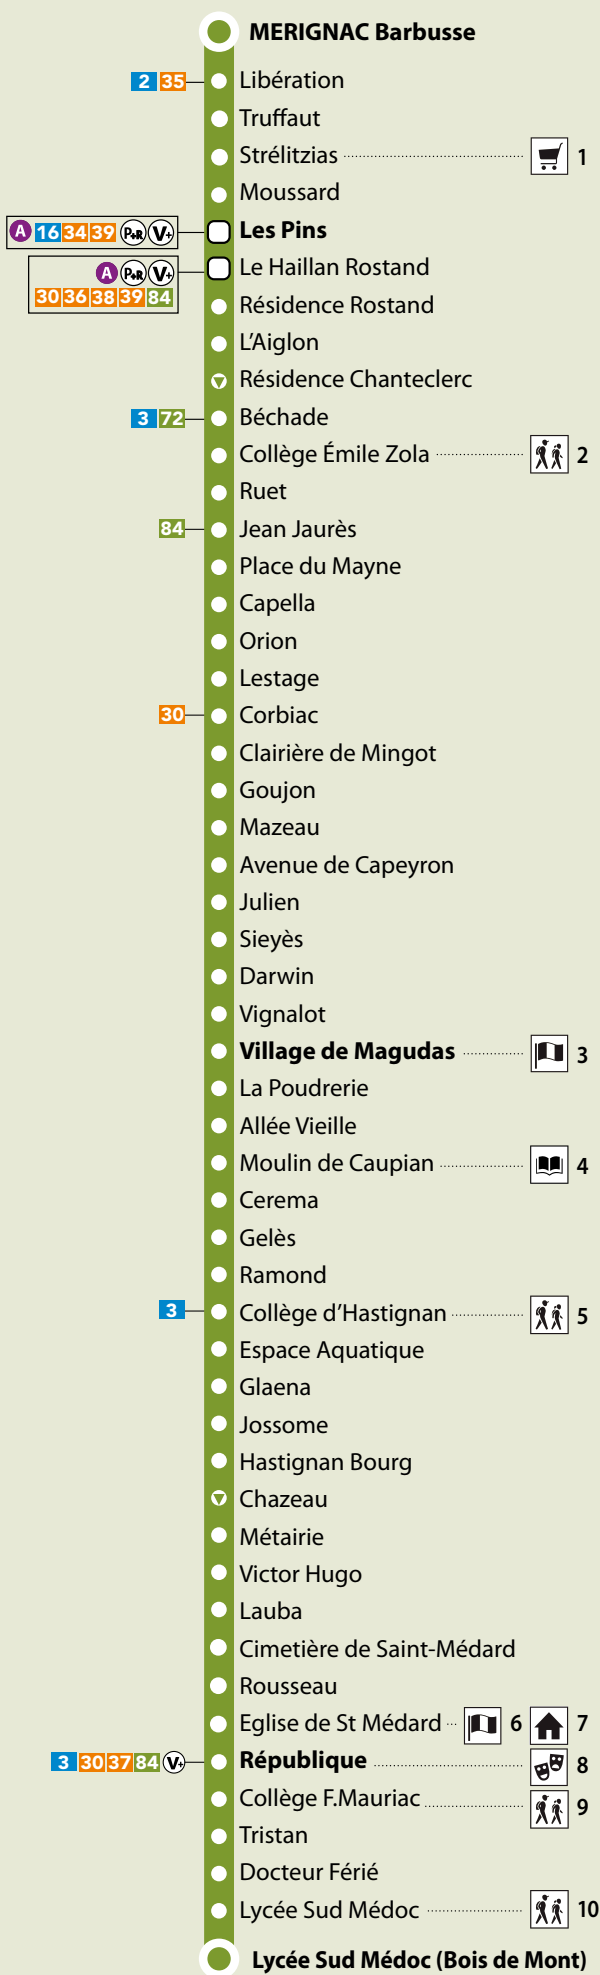 MERIGNAC Barbusse
2 35 Libération
Truffaut
Strélitzias 1
Moussard
A 16 34 39 P+R V+ Les Pins
A P+R V+ Le Haillan Rostand
30 36 38 39 84
Résidence Rostand
L'Aiglon
Résidence Chanteclerc
3 72 Béchade
Collège Émile Zola 2
Ruet
84 Jean Jaurès
Place du Mayne
Capella
Orion
Lestage
30 Corbiac
Clairière de Mingot
Goujon
Mazeau
Avenue de Capeyron
Julien
Sieyès
Darwin
Vignalot
Village de Magudas 3
La Poudrerie
Allée Vieille
Moulin de Caupian 4
Cerema
Gelès
Ramond
3 Collège d'Hastignan 5
Espace Aquatique
Glaena
Jossome
Hastignan Bourg
Chazeau
Métairie
Victor Hugo
Lauba
Cimetière de Saint-Médard
Rousseau
Eglise de St Médard 6 7
3 30 37 84 V+ République 8
Collège F.Mauriac 9
Tristan
Docteur Férié
Lycée Sud Médoc 10
Lycée Sud Médoc (Bois de Mont)